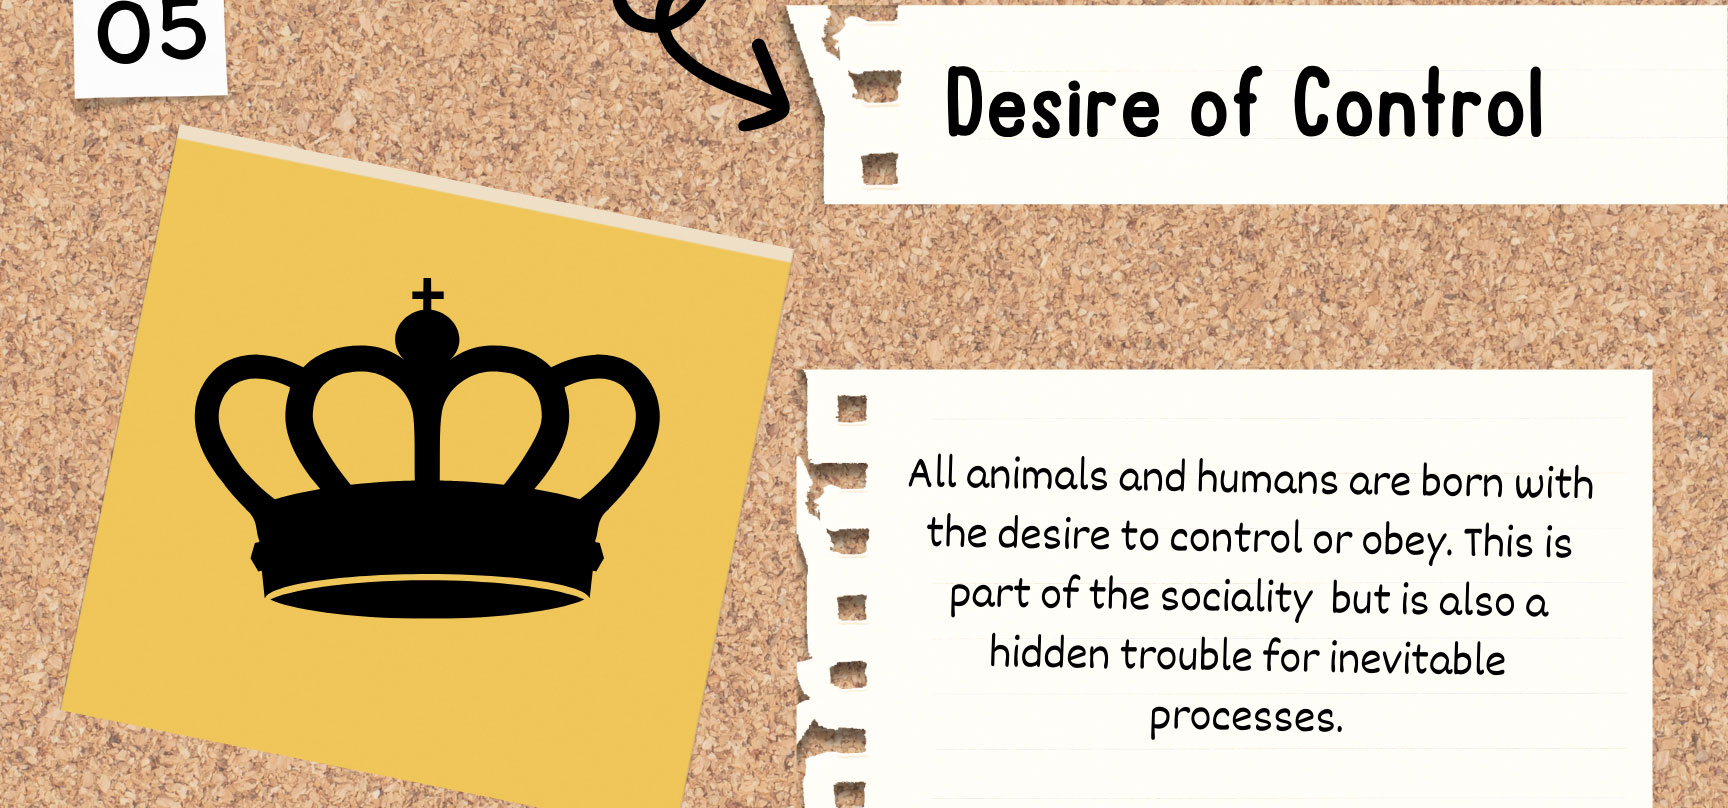 05
Desire of Control
All animals and humans are born with
the desire to control or obey. This is
part of the sociality but is also a
hidden trouble for inevitable
processes.